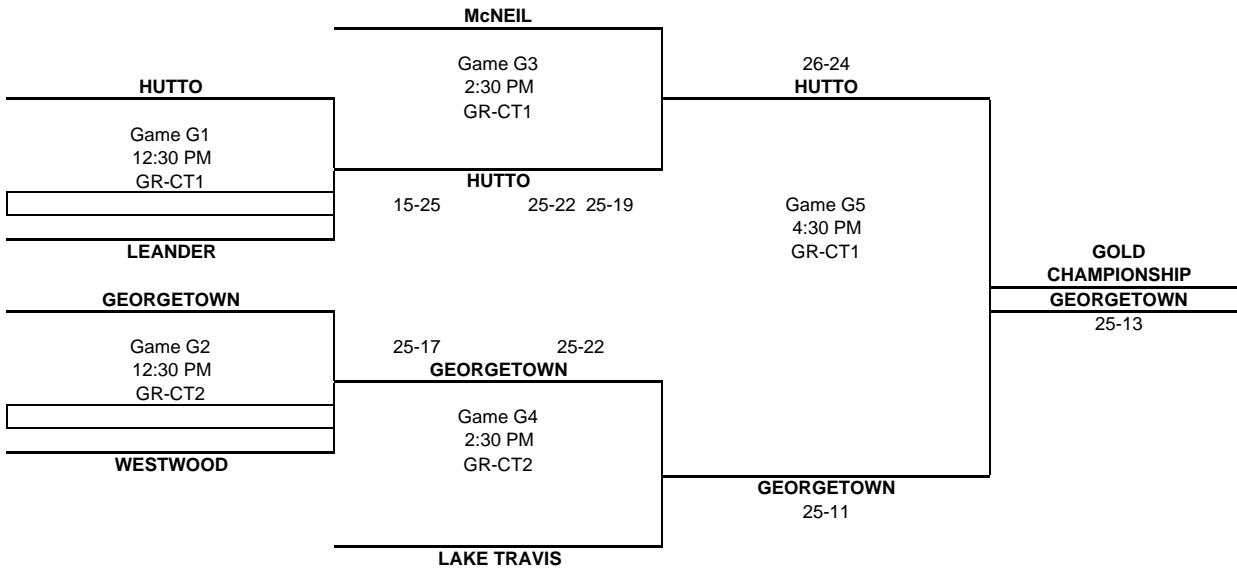 McNEIL
Game G3
2:30 PM
GR-CT1
26-24
HUTTO
HUTTO
Game G1
12:30 PM
GR-CT1
HUTTO
15-25 25-22 25-19
LEANDER
Game G5
4:30 PM
GR-CT1
GOLD
CHAMPIONSHIP
GEORGETOWN
25-13
GEORGETOWN
Game G2
12:30 PM
GR-CT2
25-17 25-22
GEORGETOWN
WESTWOOD
Game G4
2:30 PM
GR-CT2
GEORGETOWN
25-11
LAKE TRAVIS